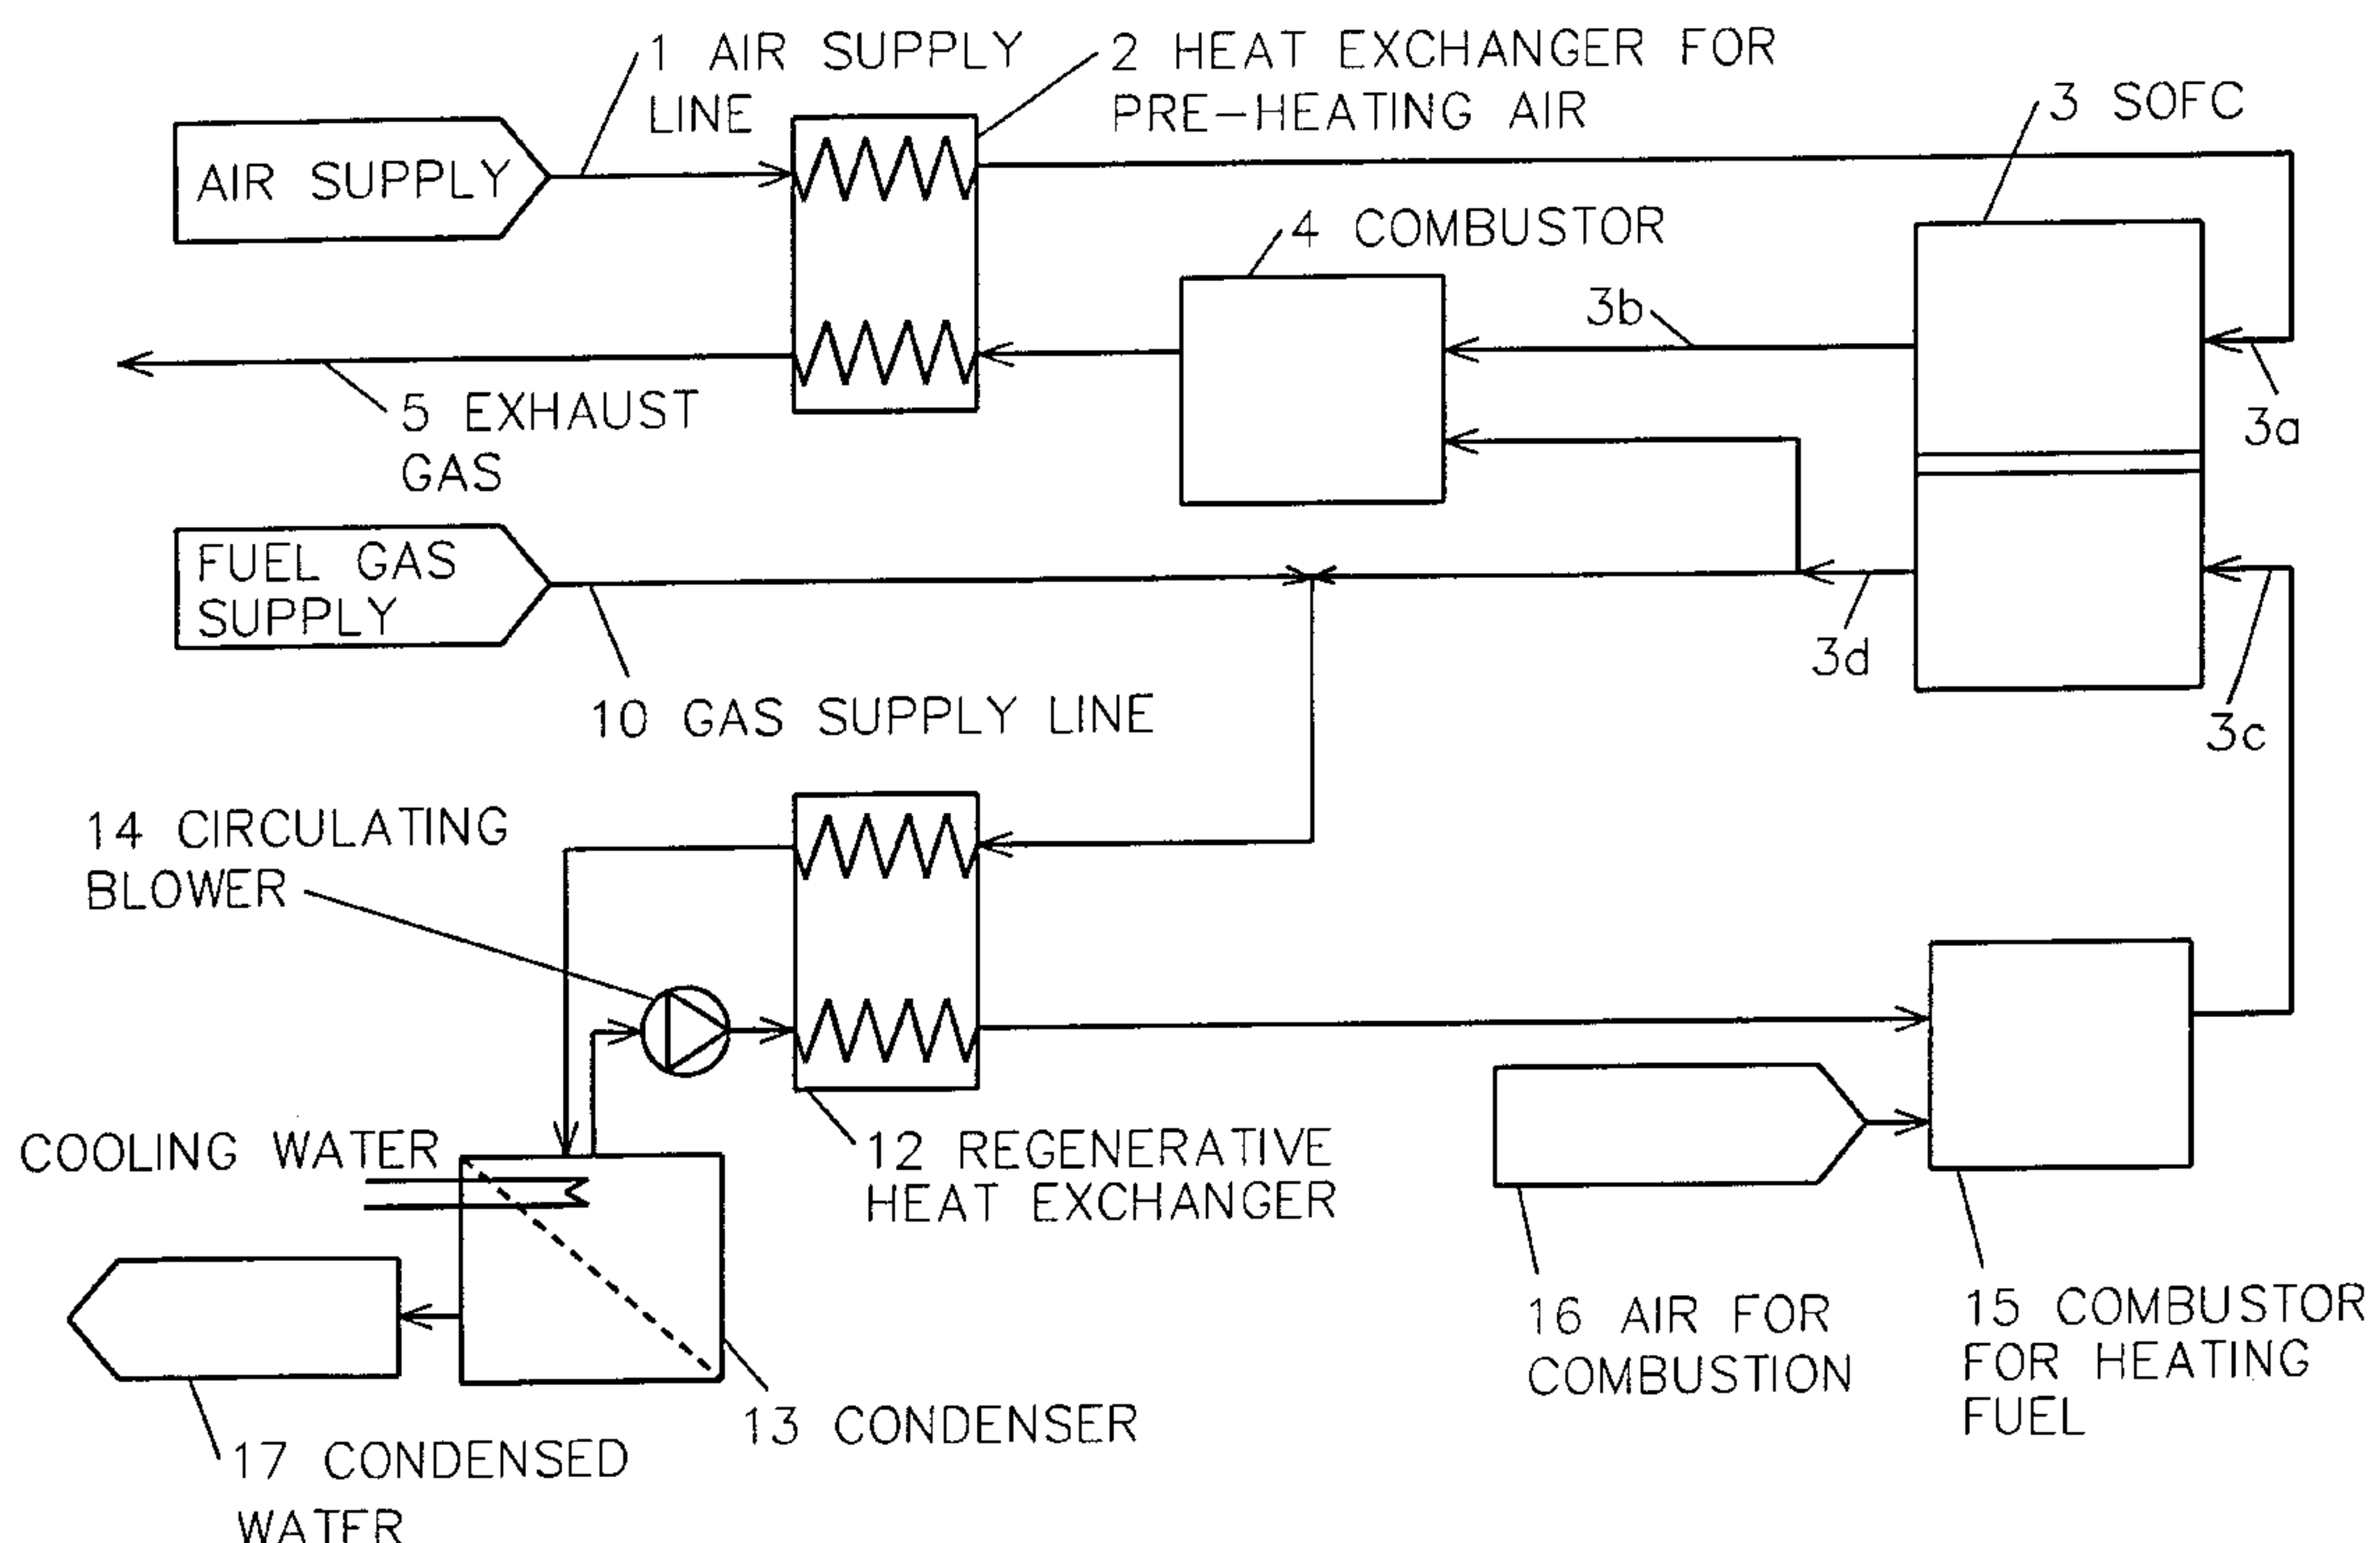 1 AIR SUPPLY
LINE
2 HEAT EXCHANGER FOR
PRE-HEATING AIR
3 SOFC
AIR SUPPLY
4 COMBUSTOR
3b
3a
5 EXHAUST
GAS
FUEL GAS
SUPPLY
3d
10 GAS SUPPLY LINE
3c
14 CIRCULATING
BLOWER
COOLING WATER
12 REGENERATIVE
HEAT EXCHANGER
16 AIR FOR
COMBUSTION
15 COMBUSTOR
FOR HEATING
FUEL
13 CONDENSER
17 CONDENSED
WATER